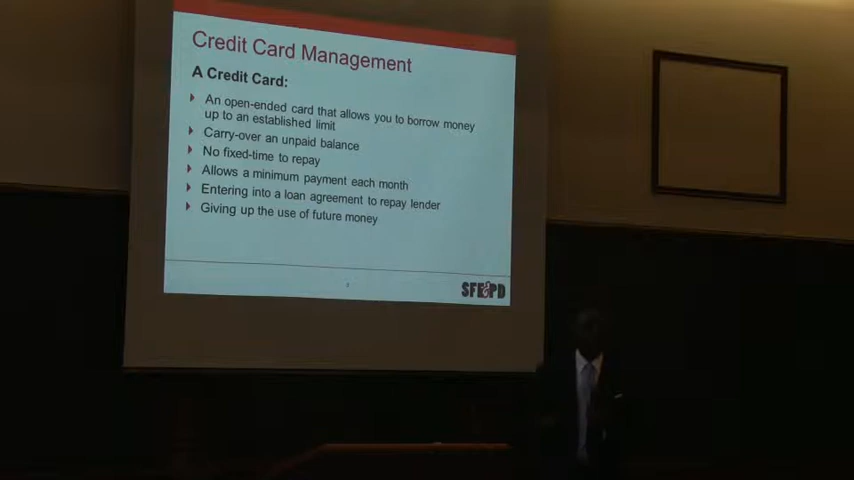 Credit Card Management
A Credit Card:
An open-ended card that allows you to borrow money
up to an established limit
Carry-over an unpaid balance
No fixed-time to repay
Allows a minimum payment each month
Entering into a loan agreement to repay lender
Giving up the use of future money
SFE&PD